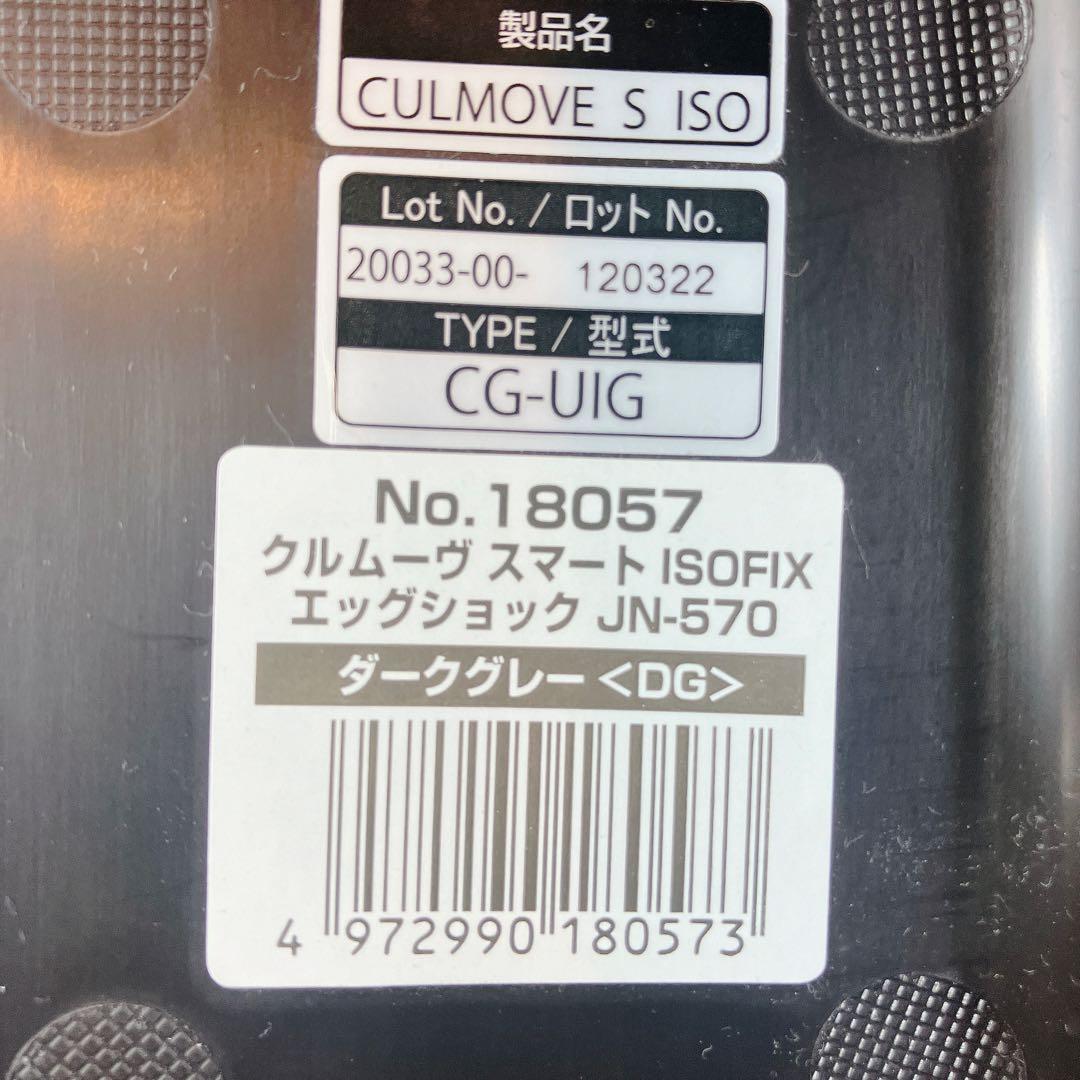 製品名
CULMOVE S ISO
Lot No. / ロット No.
20033-00- 120322
TYPE / 型式
CG-UIG
No.18057
クルムーヴ スマート ISOFIX
エッグショック JN-570
ダークグレー<DG>
4 972990 180573